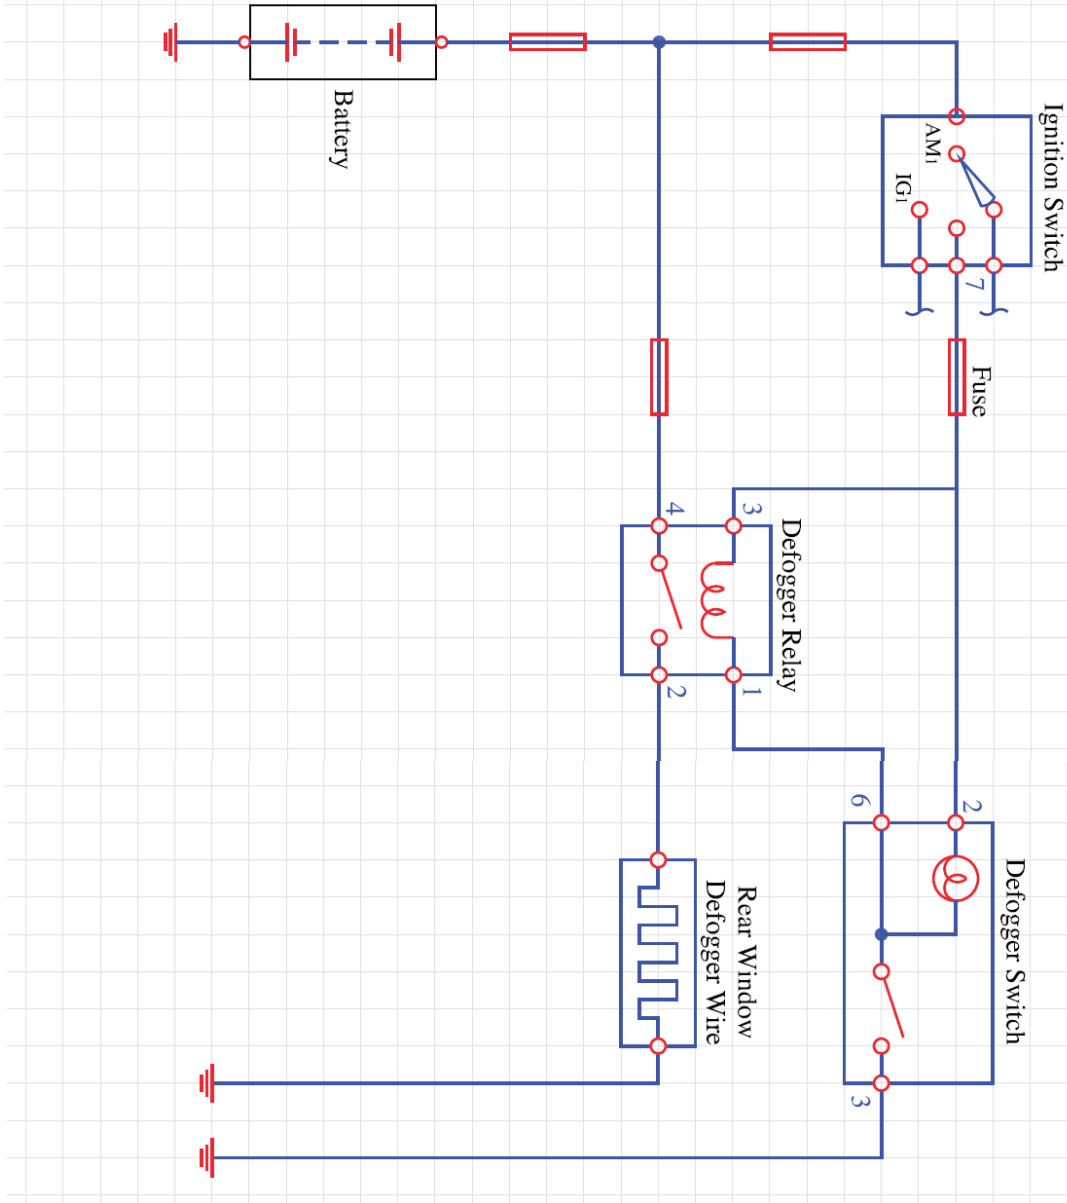 Ignition Switch
AM₁
IG₁
7
Fuse
Defogger Switch
2
6
3
Defogger Relay
3
1
4
2
Rear Window
Defogger Wire
Battery